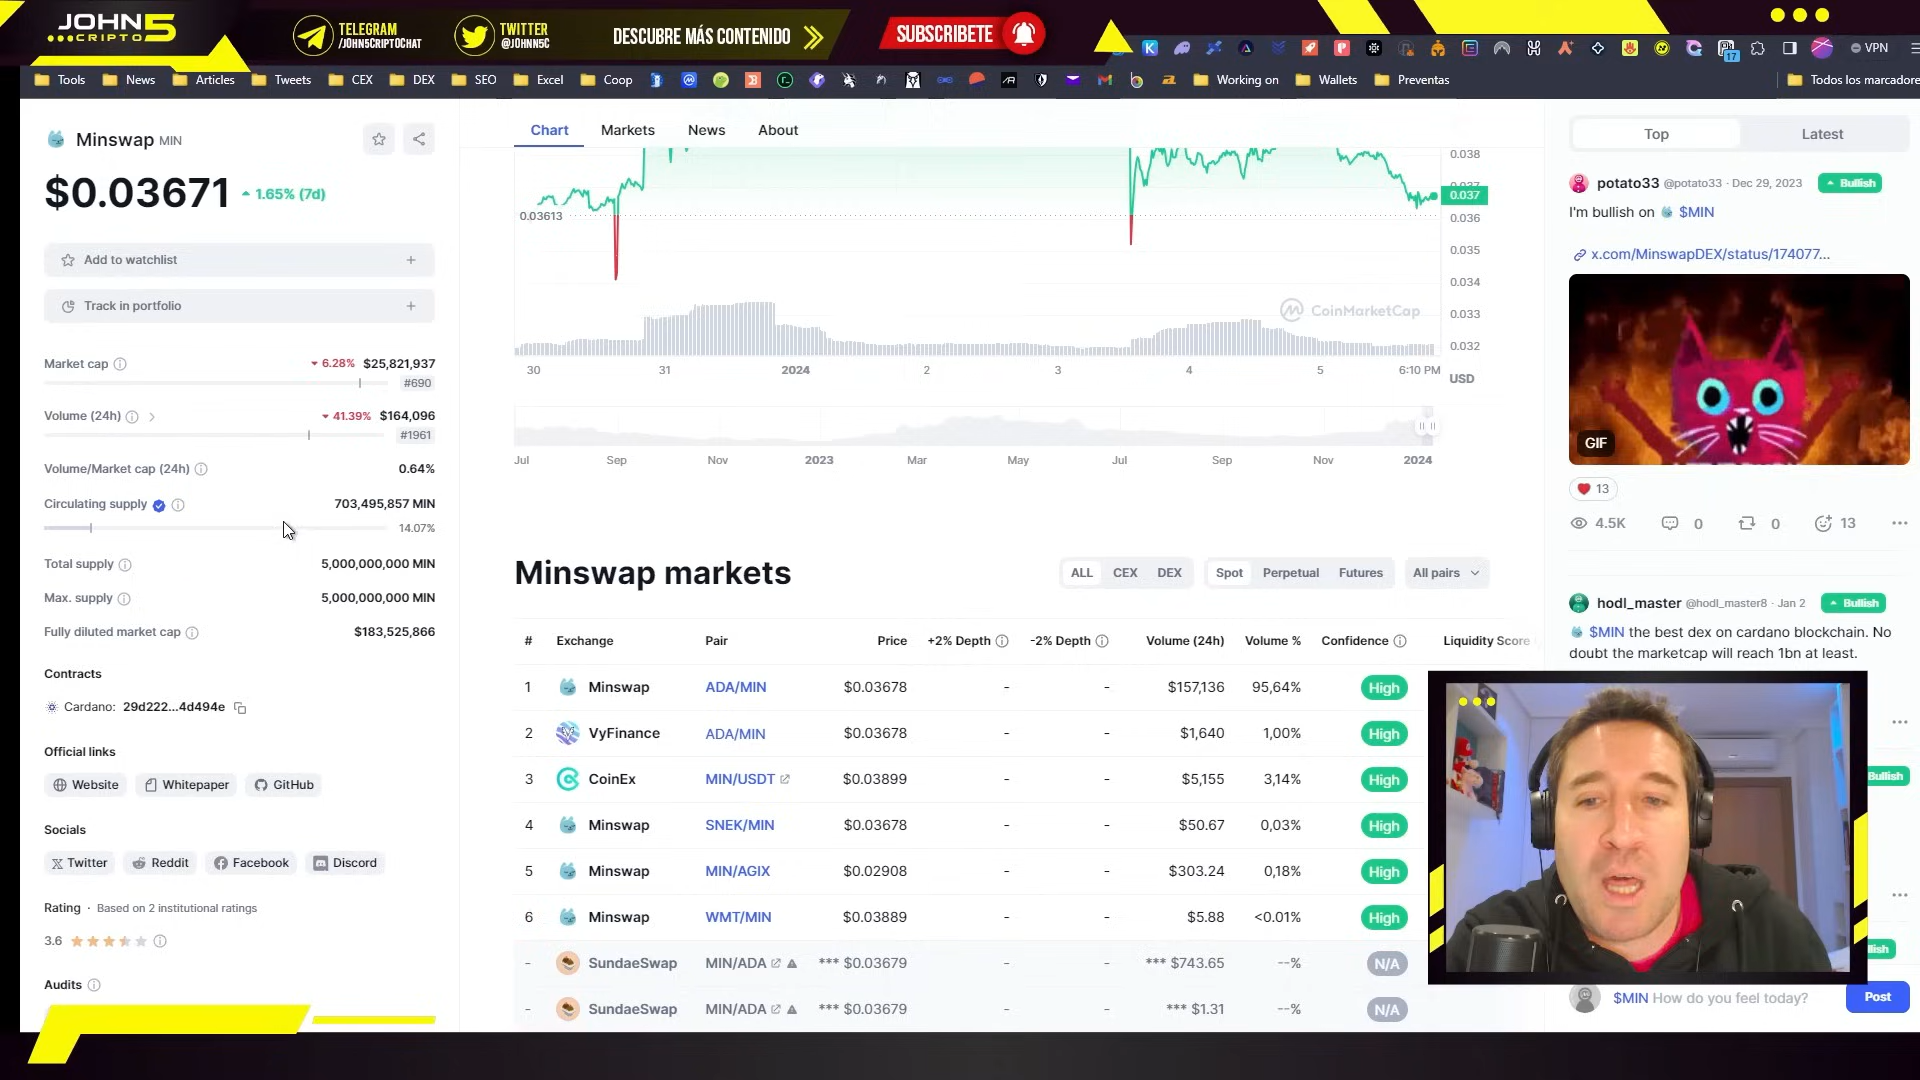 JOHN 5
CRIPTO
TELEGRAM
/JOHN5CRIPTOCHAT
TWITTER
@J0HNN5C
DESCUBRE MÁS CONTENIDO
SUBSCRIBETE
VPN
Tools
News
Articles
Tweets
CEX
DEX
SEO
Excel
Coop
Working on
Wallets
Preventas
Todos los marcadore
Minswap MIN
$0.03671
1.65% (7d)
Add to watchlist
Track in portfolio
Market cap
6.28% $25,821,937
#690
Volume (24h)
41.39% $164,096
#1961
Volume/Market cap (24h)
0.64%
Circulating supply
703,495,857 MIN
14.07%
Total supply
5,000,000,000 MIN
Max. supply
5,000,000,000 MIN
Fully diluted market cap
$183,525,866
Contracts
Cardano: 29d222...4d494e
Official links
Website
Whitepaper
GitHub
Socials
Twitter
Reddit
Facebook
Discord
Rating · Based on 2 institutional ratings
3.6
Audits
Chart
Markets
News
About
0.03613
0.038
0.037
0.037
0.036
0.035
0.034
0.033
0.032
CoinMarketCap
30
31
2024
2
3
4
5
6:10 PM
USD
Jul
Sep
Nov
2023
Mar
May
Jul
Sep
Nov
2024
Minswap markets
ALL
CEX
DEX
Spot
Perpetual
Futures
All pairs
# Exchange Pair Price +2% Depth -2% Depth Volume (24h) Volume % Confidence Liquidity Score
1 Minswap ADA/MIN $0.03678 - - $157,136 95,64% High
2 VyFinance ADA/MIN $0.03678 - - $1,640 1,00% High
3 CoinEx MIN/USDT $0.03899 - - $5,155 3,14% High
4 Minswap SNEK/MIN $0.03678 - - $50.67 0,03% High
5 Minswap MIN/AGIX $0.02908 - - $303.24 0,18% High
6 Minswap WMT/MIN $0.03889 - - $5.88 <0.01% High
- SundaeSwap MIN/ADA *** $0.03679 - - *** $743.65 --% N/A
- SundaeSwap MIN/ADA *** $0.03679 - - *** $1.31 --% N/A
Top
Latest
potato33 @potato33 · Dec 29, 2023
Bullish
I'm bullish on $MIN
x.com/MinswapDEX/status/174077...
GIF
13
4.5K
0
0
13
hodl_master @hodl_master8 · Jan 2
Bullish
$MIN the best dex on cardano blockchain. No
doubt the marketcap will reach 1bn at least.
Bullish
$MIN How do you feel today?
Post